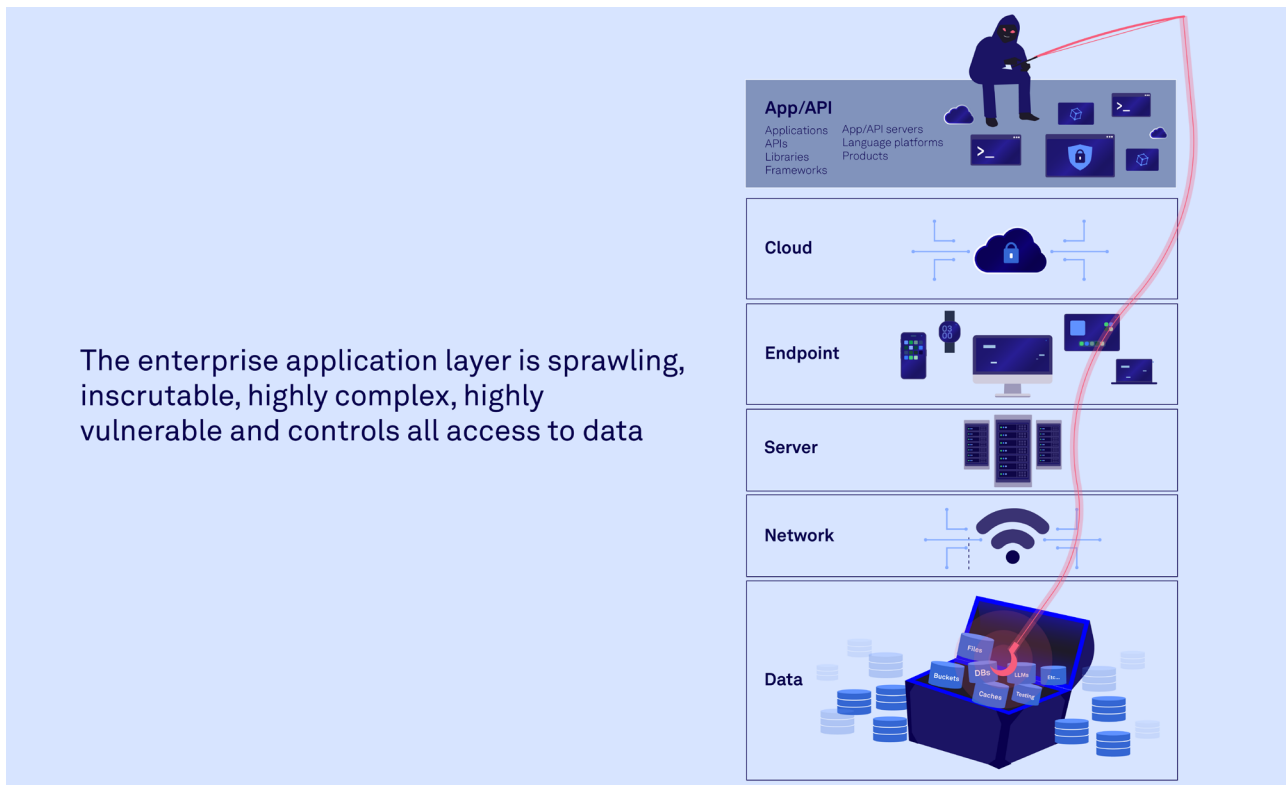 The enterprise application layer is sprawling,
inscrutable, highly complex, highly
vulnerable and controls all access to data
App/API
Applications
APIs
Libraries
Frameworks
App/API servers
Language platforms
Products
>_
>_
Cloud
Endpoint
03
00
Server
Network
Data
Files
Buckets
DBs
LLMs
Etc...
Caches
Testing